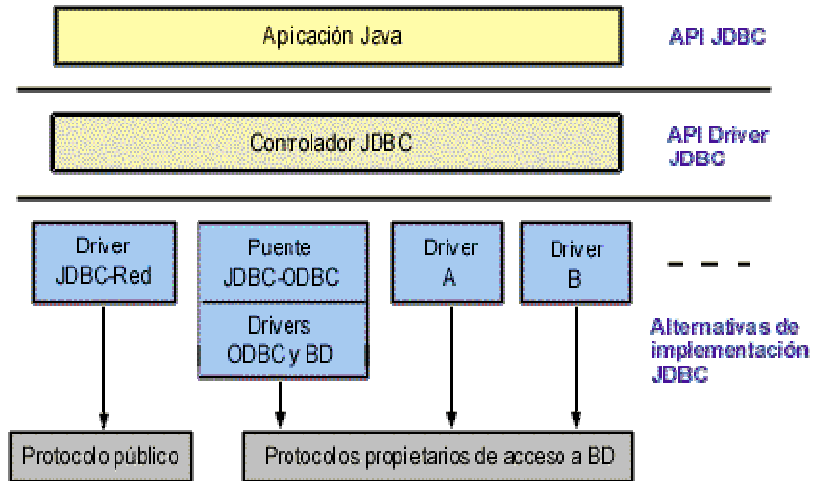 Apicación Java
API JDBC
Controlador JDBC
API Driver
JDBC
Driver
JDBC-Red
Puente
JDBC-ODBC
Drivers
ODBC y BD
Driver
A
Driver
B
Alternativas de
implementación
JDBC
Protocolo público
Protocolos propietarios de acceso a BD